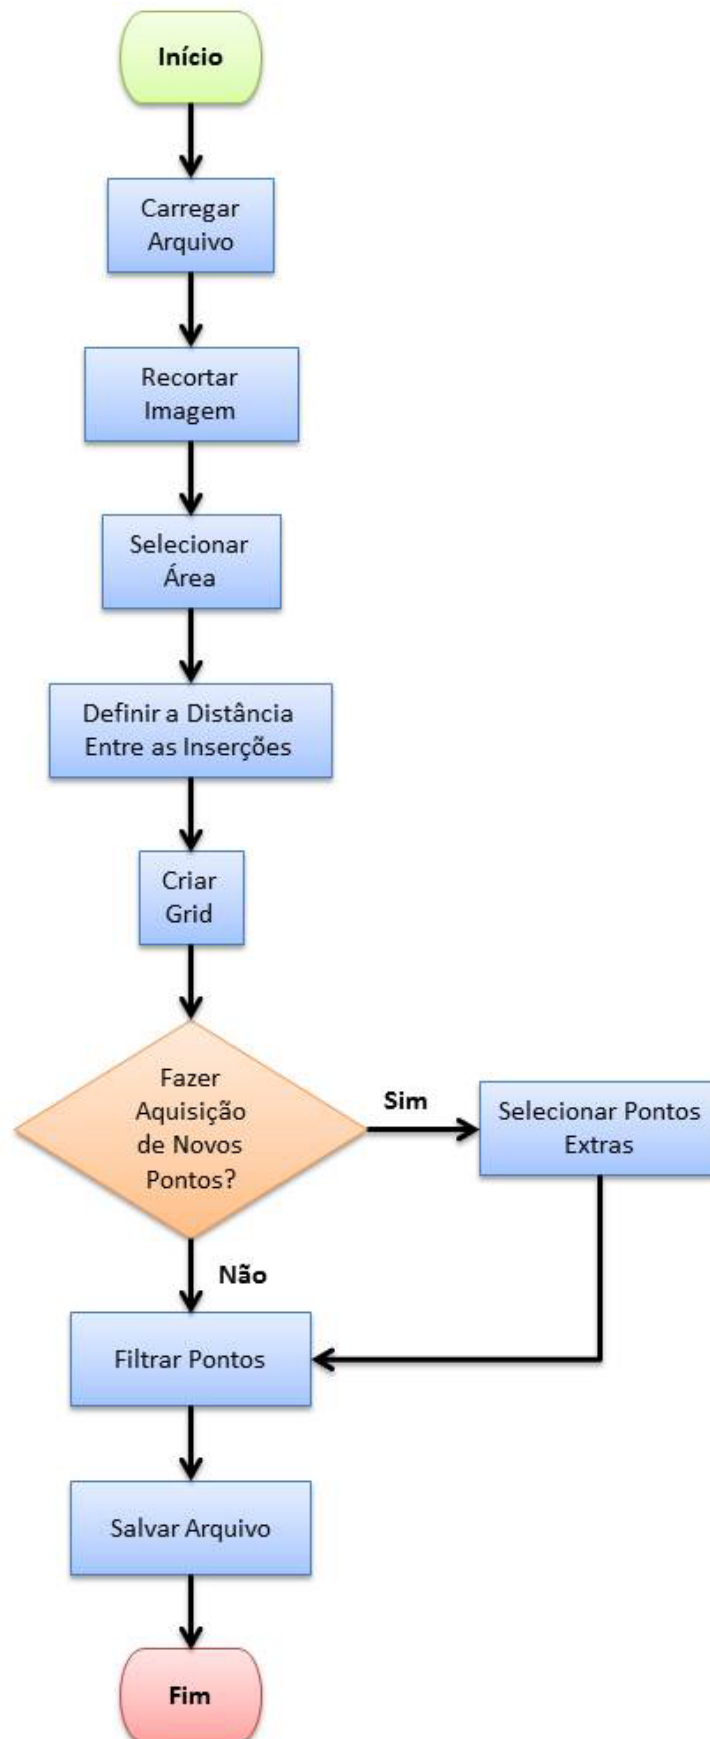 Início
Carregar
Arquivo
Recortar
Imagem
Selecionar
Área
Definir a Distância
Entre as Inserções
Criar
Grid
Fazer
Aquisição
de Novos
Pontos?
Sim
Selecionar Pontos
Extras
Não
Filtrar Pontos
Salvar Arquivo
Fim